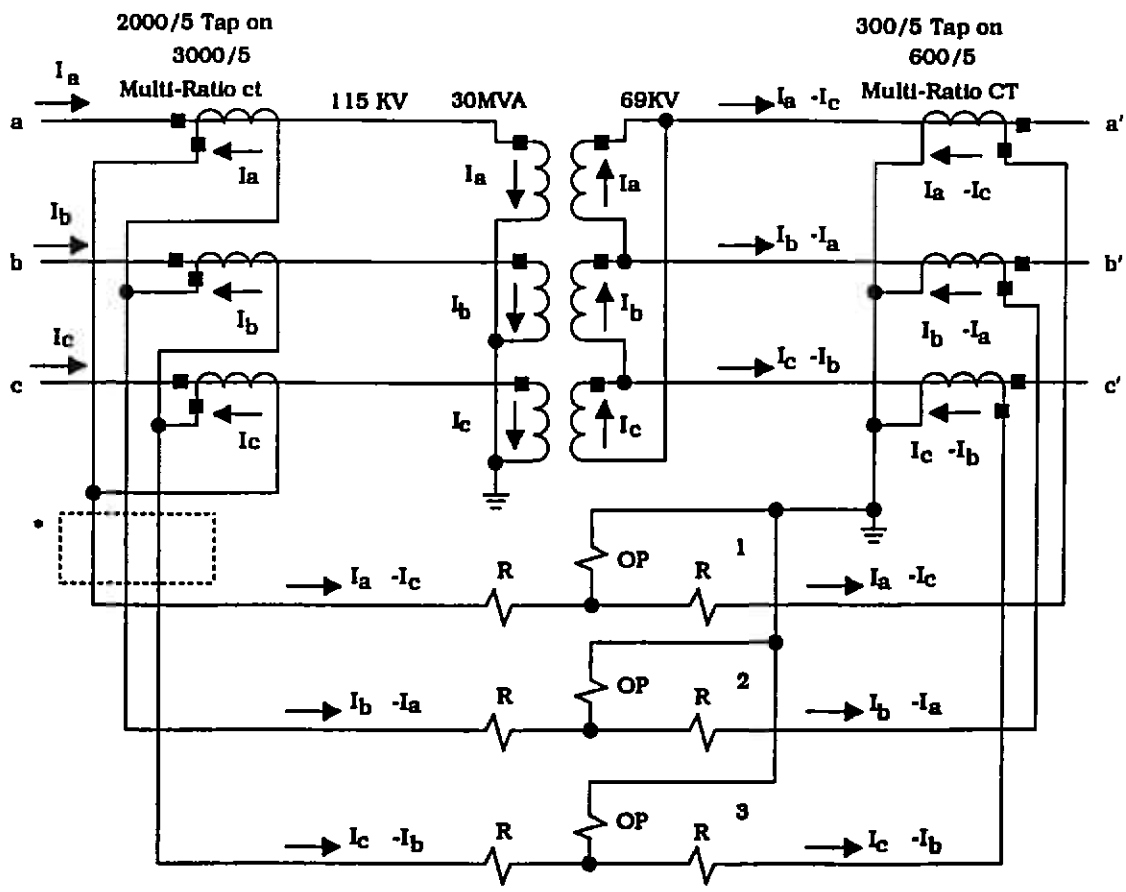 2000/5 Tap on
3000/5
Multi-Ratio ct
300/5 Tap on
600/5
Multi-Ratio CT
Ia
115 KV
30MVA
69KV
Ia -Ic
a
a'
Ia
Ia
Ia
Ia -Ic
Ib
Ib -Ia
b
b'
Ib
Ib
Ib
Ib -Ia
Ic
Ic -Ib
c
c'
Ic
Ic
Ic
Ic -Ib
*
Ia -Ic
R
OP
R
1
Ia -Ic
Ib -Ia
R
OP
R
2
Ib -Ia
Ic -Ib
R
OP
R
3
Ic -Ib